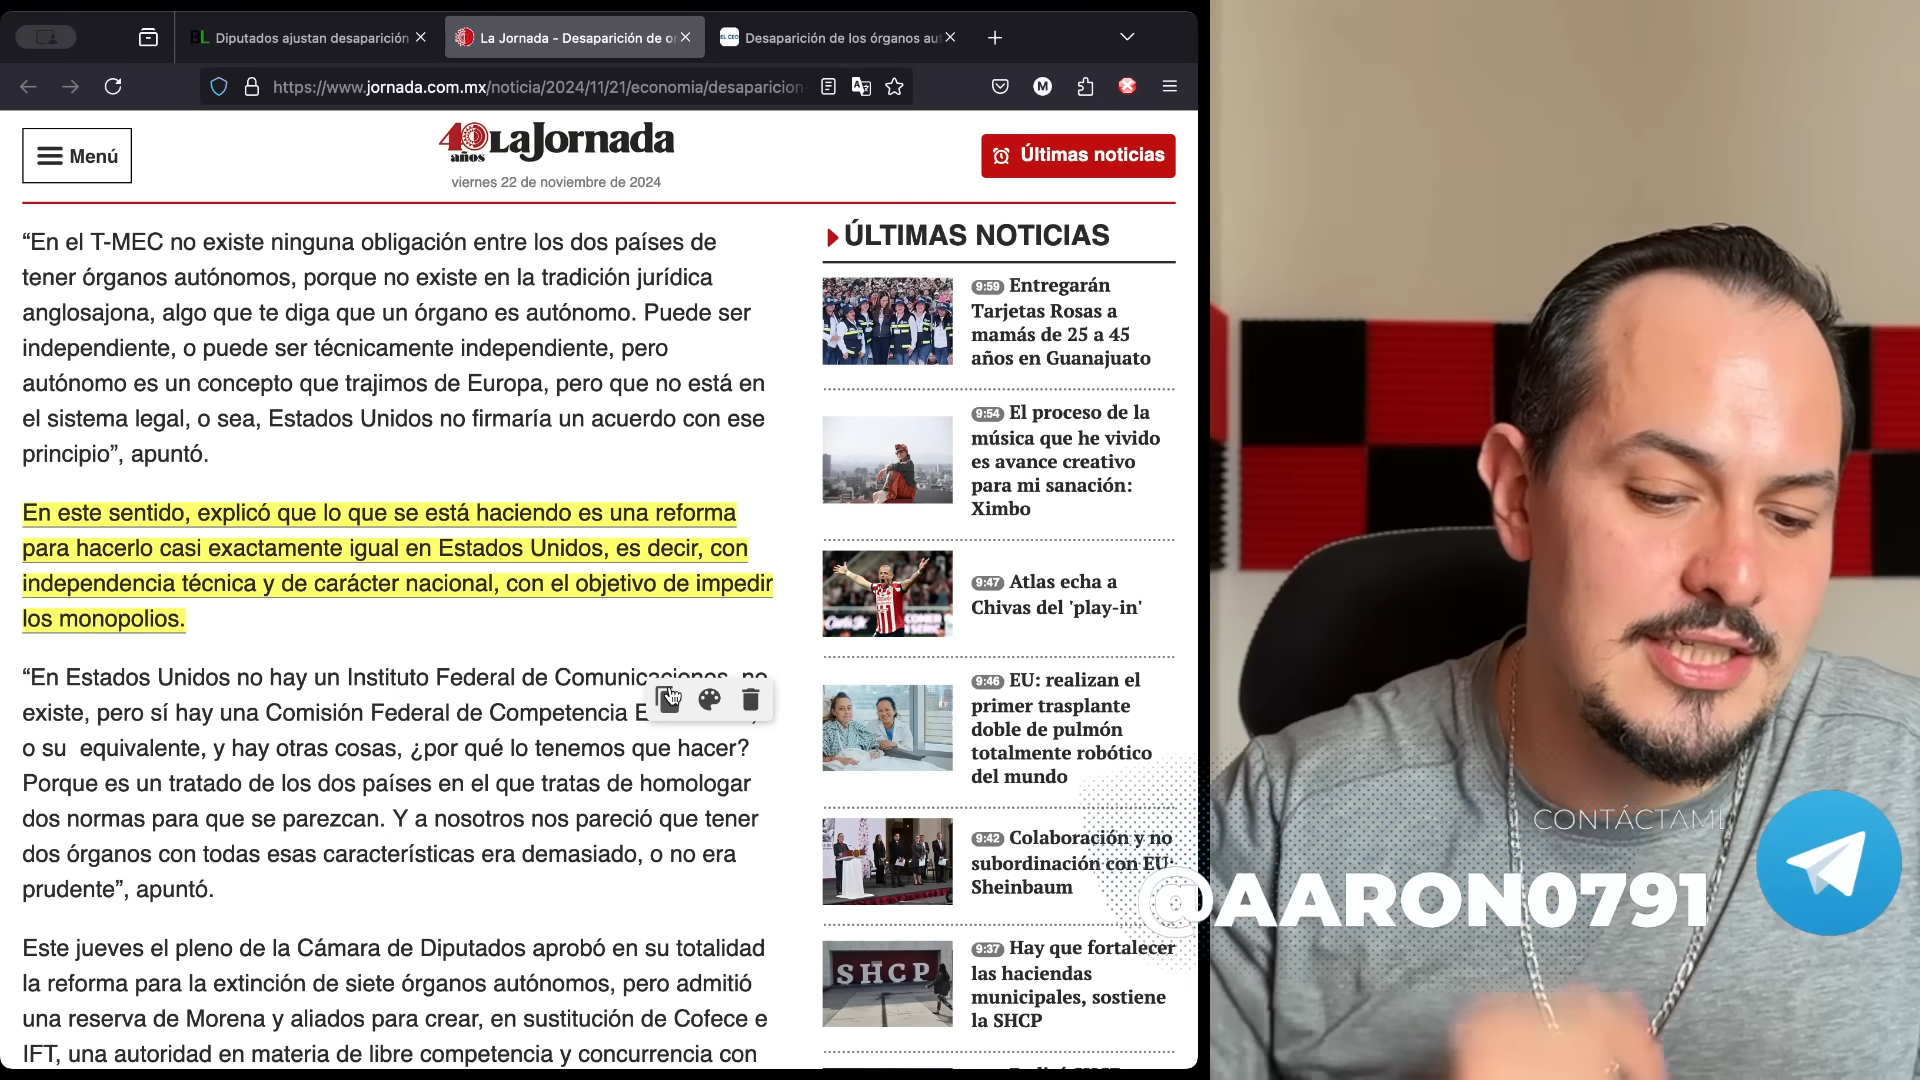 Diputados ajustan desaparición
La Jornada - Desaparición de or
EL CEO
Desaparición de los órganos aut
https://www.jornada.com.mx/noticia/2024/11/21/economia/desaparicion-
M
Menú
40 años La Jornada
viernes 22 de noviembre de 2024
Últimas noticias
“En el T-MEC no existe ninguna obligación entre los dos países de
tener órganos autónomos, porque no existe en la tradición jurídica
anglosajona, algo que te diga que un órgano es autónomo. Puede ser
independiente, o puede ser técnicamente independiente, pero
autónomo es un concepto que trajimos de Europa, pero que no está en
el sistema legal, o sea, Estados Unidos no firmaría un acuerdo con ese
principio”, apuntó.
En este sentido, explicó que lo que se está haciendo es una reforma
para hacerlo casi exactamente igual en Estados Unidos, es decir, con
independencia técnica y de carácter nacional, con el objetivo de impedir
los monopolios.
“En Estados Unidos no hay un Instituto Federal de Comunicaciones, no
existe, pero sí hay una Comisión Federal de Competencia E
o su equivalente, y hay otras cosas, ¿por qué lo tenemos que hacer?
Porque es un tratado de los dos países en el que tratas de homologar
dos normas para que se parezcan. Y a nosotros nos pareció que tener
dos órganos con todas esas características era demasiado, o no era
prudente”, apuntó.
Este jueves el pleno de la Cámara de Diputados aprobó en su totalidad
la reforma para la extinción de siete órganos autónomos, pero admitió
una reserva de Morena y aliados para crear, en sustitución de Cofece e
IFT, una autoridad en materia de libre competencia y concurrencia con
ÚLTIMAS NOTICIAS
9:59 Entregarán
Tarjetas Rosas a
mamás de 25 a 45
años en Guanajuato
9:54 El proceso de la
música que he vivido
es avance creativo
para mi sanación:
Ximbo
9:47 Atlas echa a
Chivas del 'play-in'
9:46 EU: realizan el
primer trasplante
doble de pulmón
totalmente robótico
del mundo
9:42 Colaboración y no
subordinación con EU:
Sheinbaum
SHCP
9:37 Hay que fortalecer
las haciendas
municipales, sostiene
la SHCP
CONTÁCTAME
@AARON0791